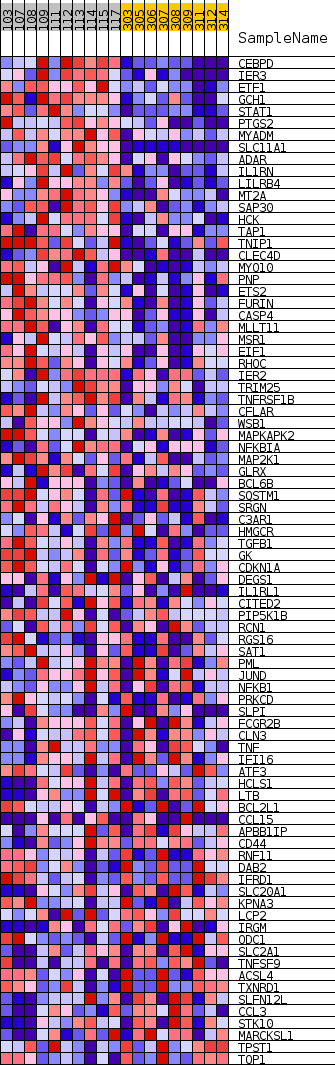 103 107 108 109 111 112 113 114 115 117 303 305 306 307 308 309 311 312 314
SampleName
CEBPD
IER3
ETF1
GCH1
STAT1
PTGS2
MYADM
SLC11A1
ADAR
IL1RN
LILRB4
MT2A
SAP30
HCK
TAP1
TNIP1
CLEC4D
MYO10
PNP
ETS2
FURIN
CASP4
MLLT11
MSR1
EIF1
RHOC
IER2
TRIM25
TNFRSF1B
CFLAR
WSB1
MAPKAPK2
NFKBIA
MAP2K1
GLRX
BCL6B
SQSTM1
SRGN
C3AR1
HMGCR
TGFB1
GK
CDKN1A
DEGS1
IL1RL1
CITED2
PIP5K1B
RCN1
RGS16
SAT1
PML
JUND
NFKB1
PRKCD
SLPI
FCGR2B
CLN3
TNF
IFI16
ATF3
HCLS1
LTB
BCL2L1
CCL15
APBB1IP
CD44
RNF11
DAB2
IFRD1
SLC20A1
KPNA3
LCP2
IRGM
ODC1
SLC2A1
TNFSF9
ACSL4
TXNRD1
SLFN12L
CCL3
STK10
MARCKSL1
TPST1
TOP1